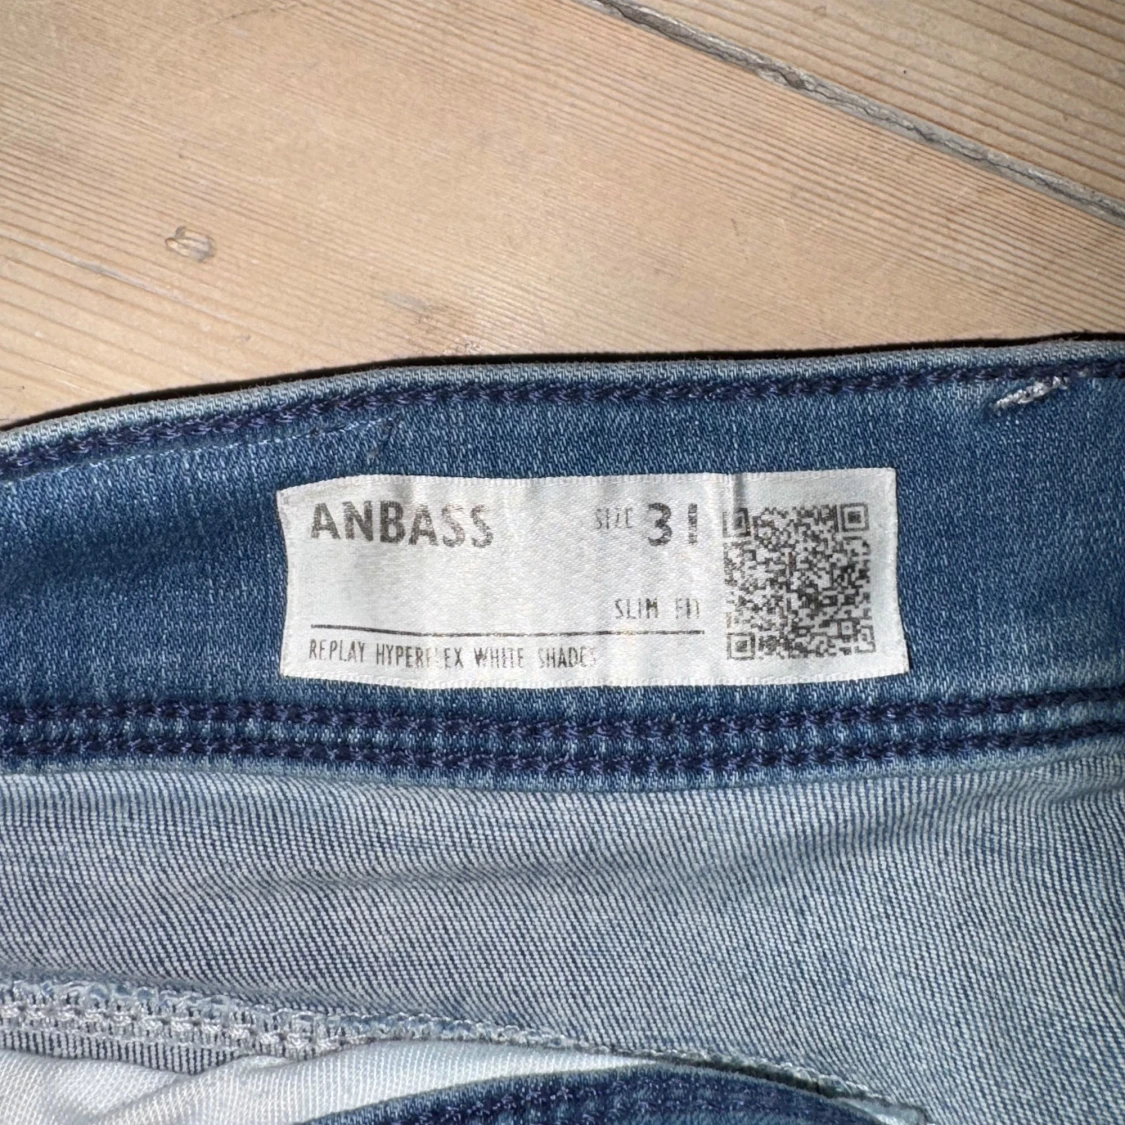 ANBASS SIZE 31
SLIM FIT
REPLAY HYPERFLEX WHITE SHADES